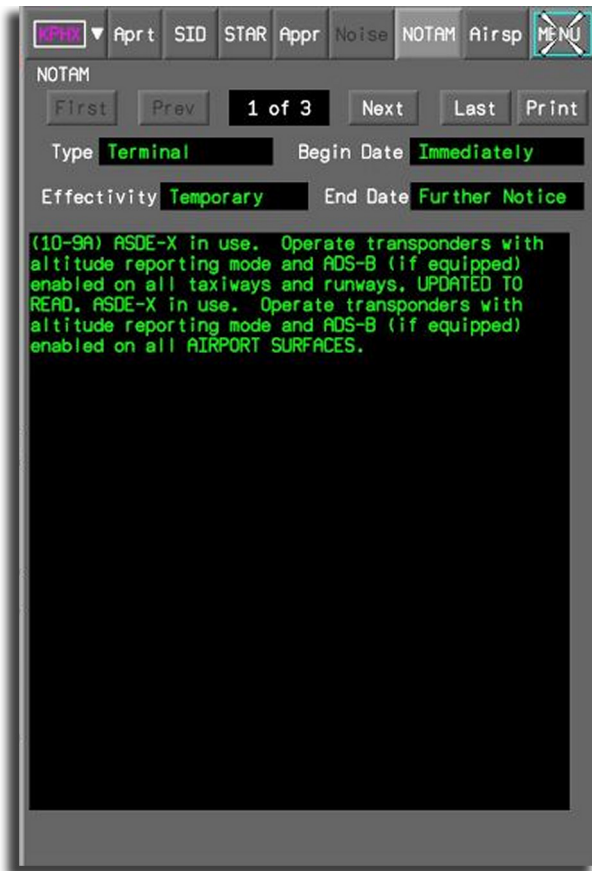 KPHX Aprt SID STAR Appr Noise NOTAM Airsp MENU
NOTAM
First Prev 1 of 3 Next Last Print
Type Terminal Begin Date Immediately
Effectivity Temporary End Date Further Notice
(10-9A) ASDE-X in use. Operate transponders with
altitude reporting mode and ADS-B (if equipped)
enabled on all taxiways and runways. UPDATED TO
READ. ASDE-X in use. Operate transponders with
altitude reporting mode and ADS-B (if equipped)
enabled on all AIRPORT SURFACES.